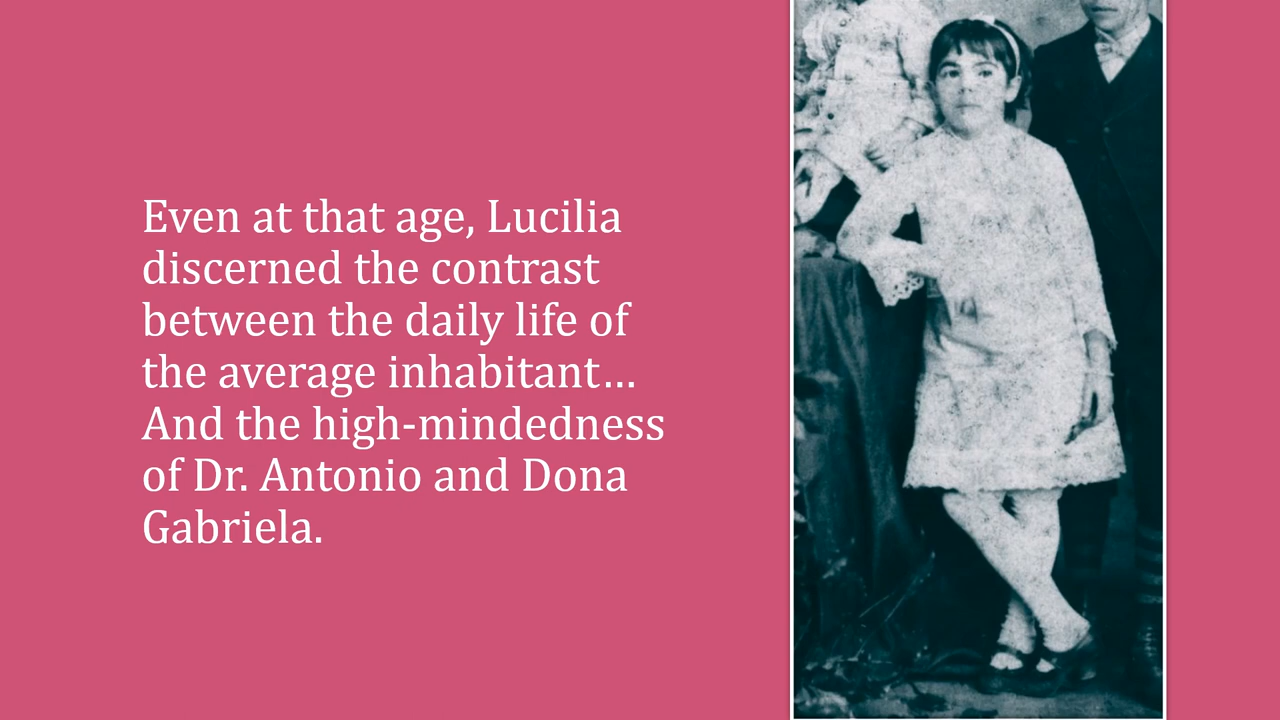 Even at that age, Lucilia
discerned the contrast
between the daily life of
the average inhabitant…
And the high-mindedness
of Dr. Antonio and Dona
Gabriela.